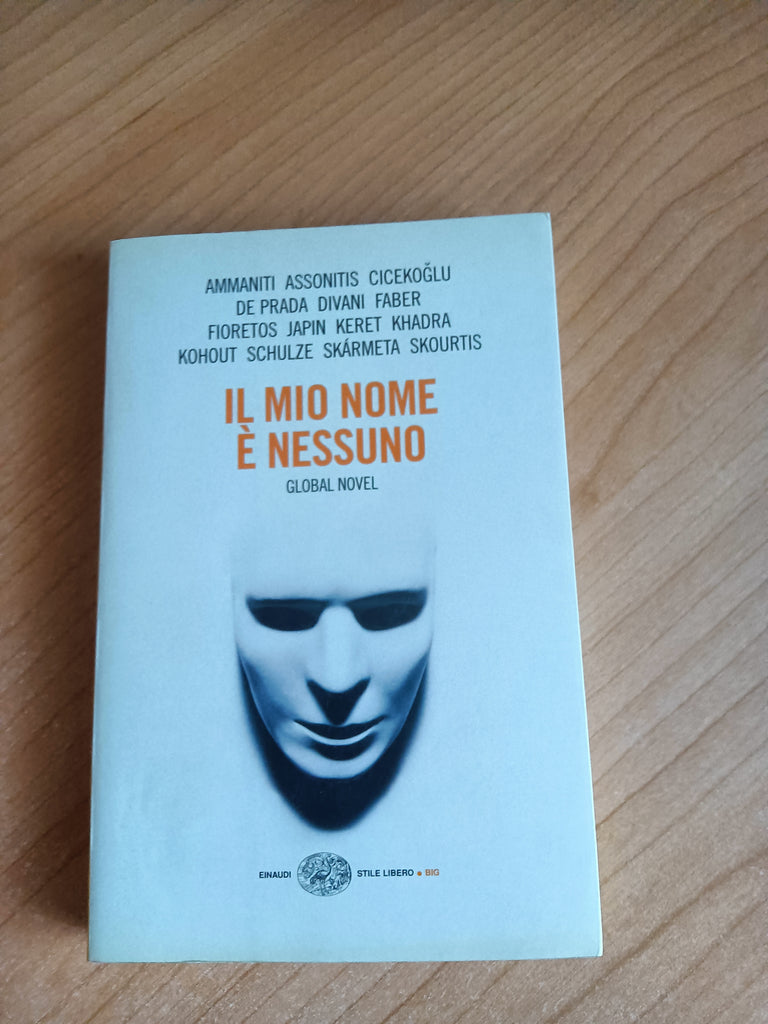 AMMANITI ASSONITIS CICEKOĞLU
DE PRADA DIVANI FABER
FIORETOS JAPIN KERET KHADRA
KOHOUT SCHULZE SKÁRMETA SKOURTIS
IL MIO NOME
È NESSUNO
GLOBAL NOVEL
EINAUDI STILE LIBERO • BIG